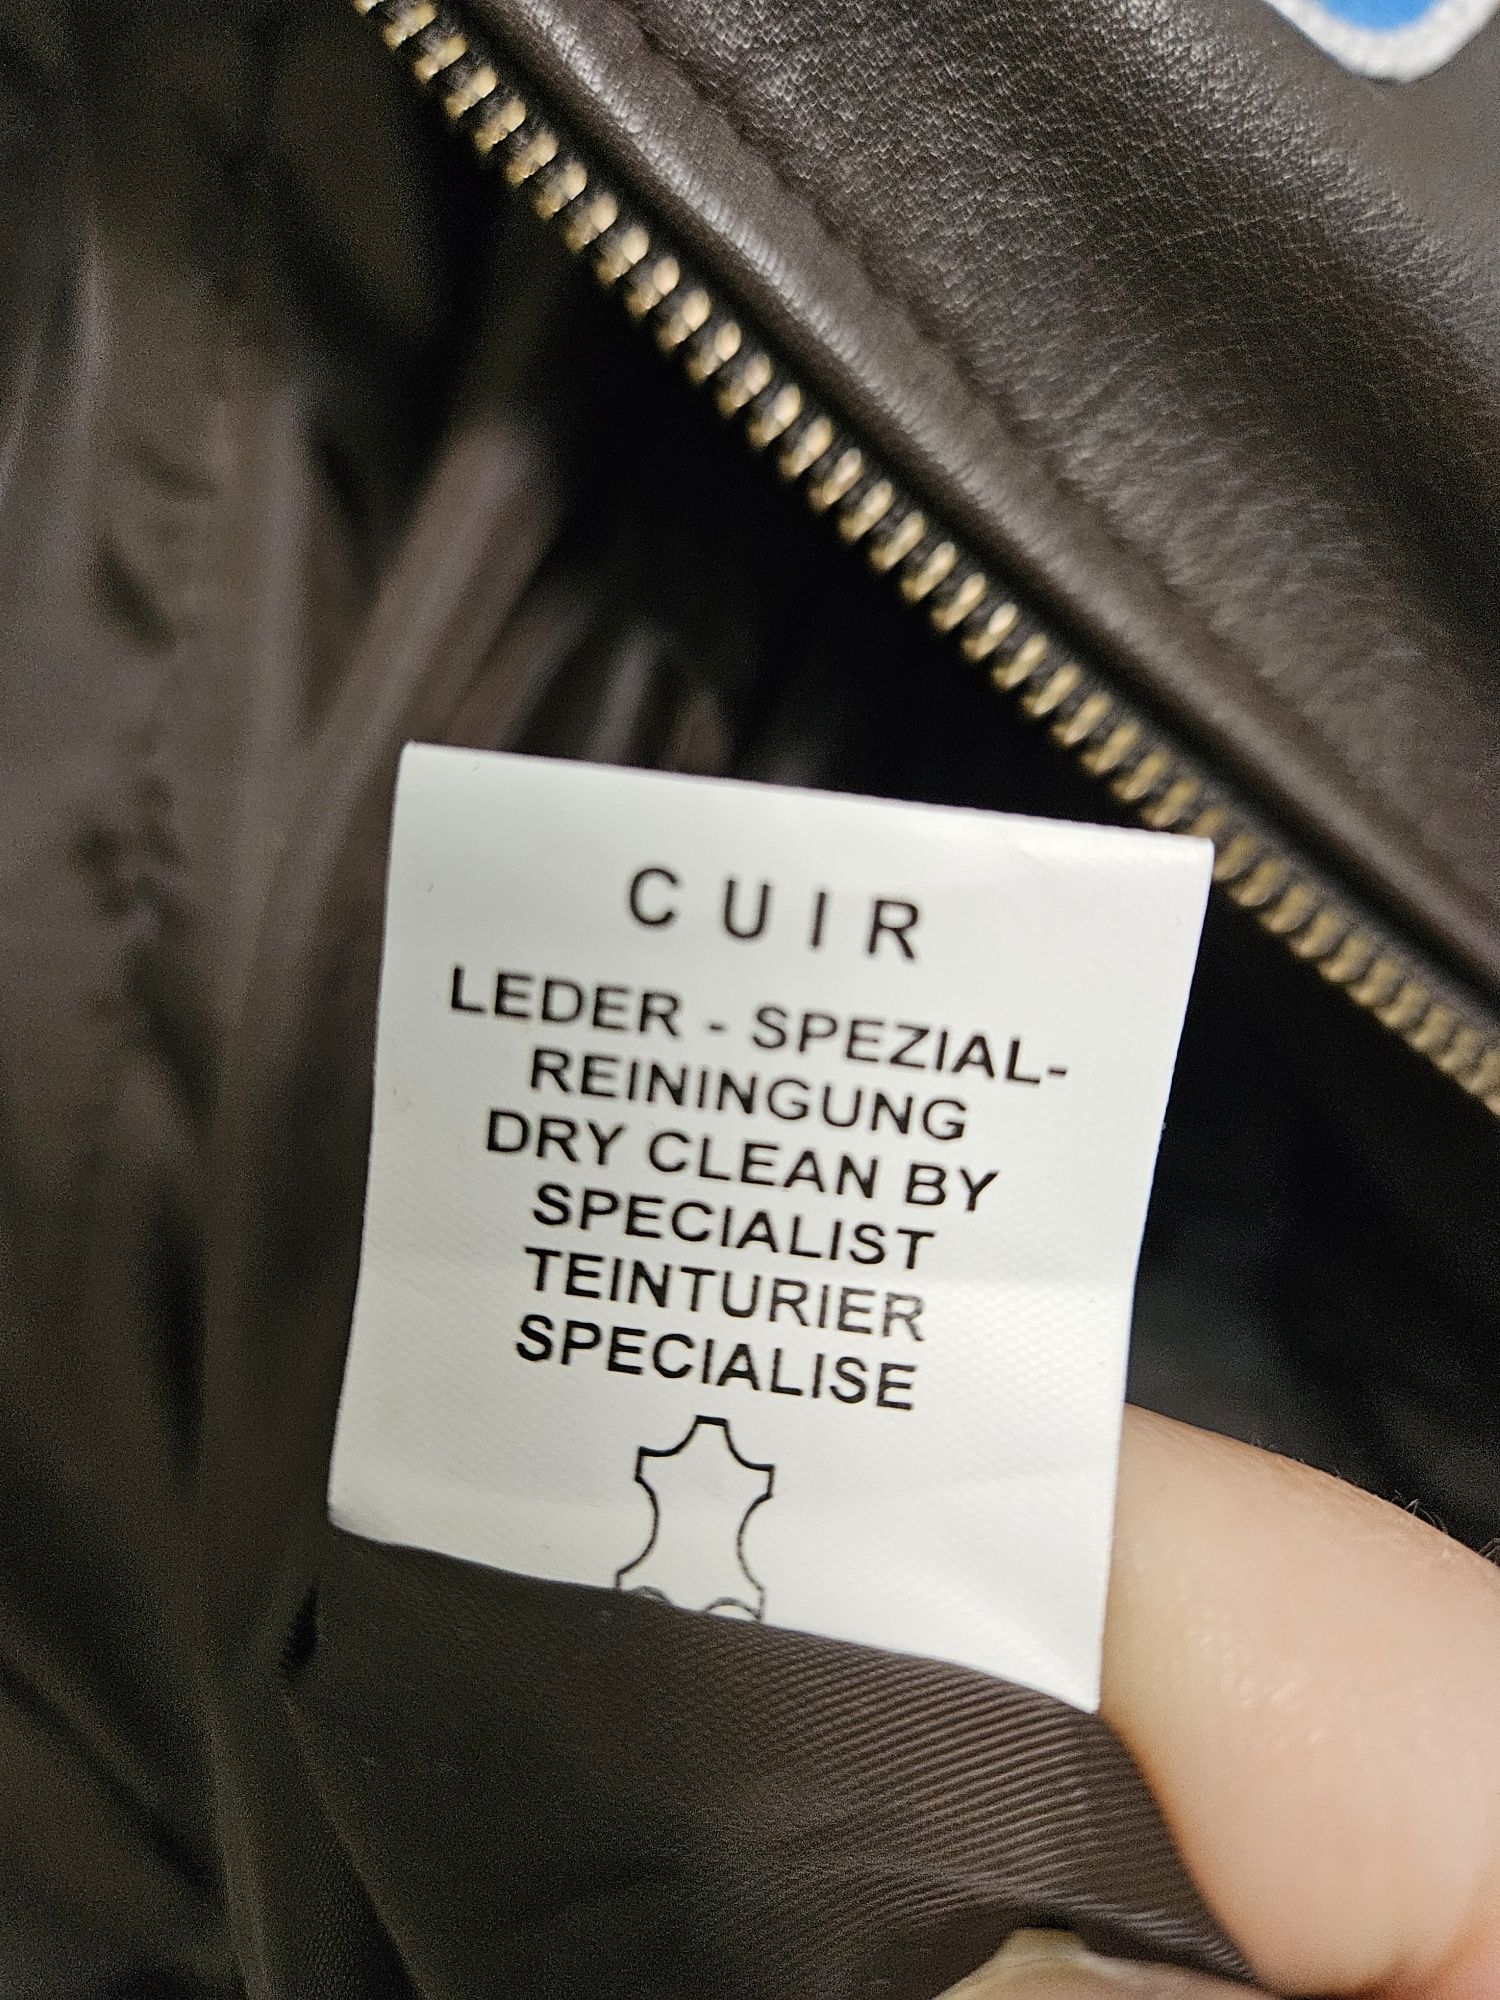 CUIR
LEDER - SPEZIAL-
REININGUNG
DRY CLEAN BY
SPECIALIST
TEINTURIER
SPECIALISE